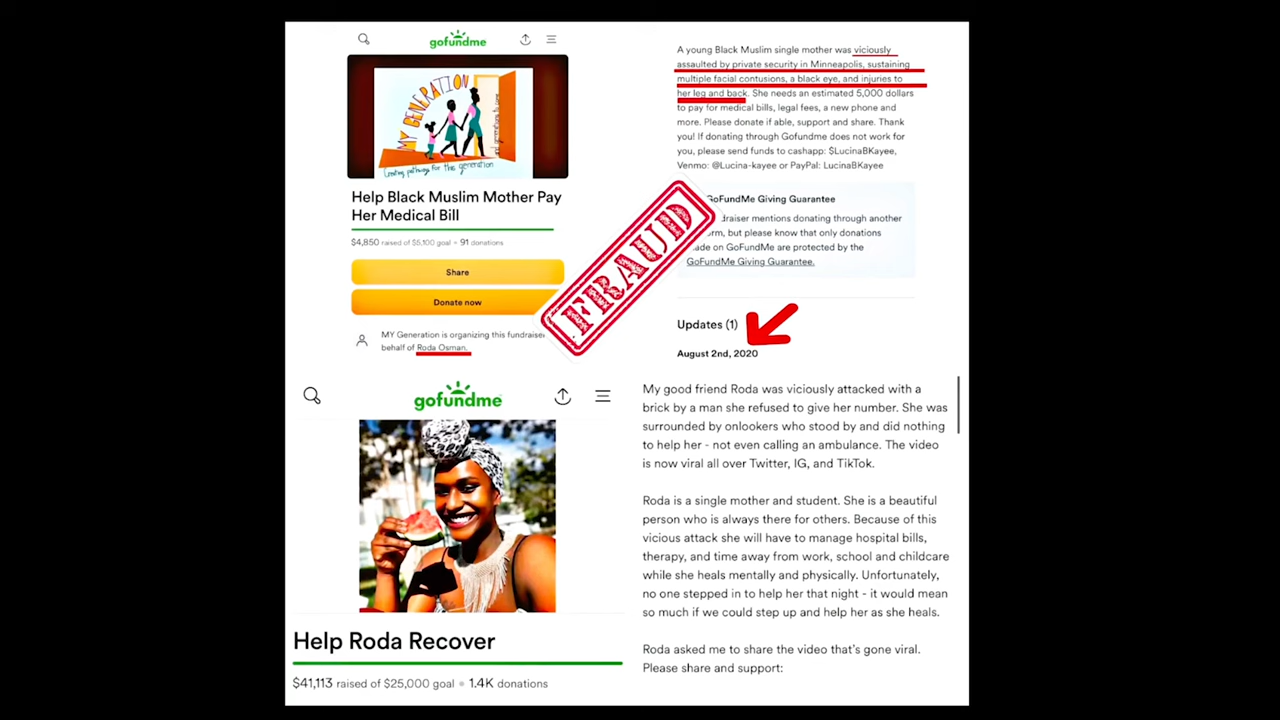 gofundme
MY GENERATION
Creating pathways for this generation
and generations to come
Help Black Muslim Mother Pay
Her Medical Bill
$4,850 raised of $5,100 goal • 91 donations
Share
Donate now
MY Generation is organizing this fundraiser
behalf of Roda Osman.
A young Black Muslim single mother was viciously
assaulted by private security in Minneapolis, sustaining
multiple facial contusions, a black eye, and injuries to
her leg and back. She needs an estimated 5,000 dollars
to pay for medical bills, legal fees, a new phone and
more. Please donate if able, support and share. Thank
you! If donating through Gofundme does not work for
you, please send funds to cashapp: $LucinaBKayee,
Venmo: @Lucina-kayee or PayPal: LucinaBKayee
GoFundMe Giving Guarantee
draiser mentions donating through another
orm, but please know that only donations
ade on GoFundMe are protected by the
GoFundMe Giving Guarantee.
FRAUD
Updates (1)
August 2nd, 2020
gofundme
Help Roda Recover
$41,113 raised of $25,000 goal • 1.4K donations
My good friend Roda was viciously attacked with a
brick by a man she refused to give her number. She was
surrounded by onlookers who stood by and did nothing
to help her - not even calling an ambulance. The video
is now viral all over Twitter, IG, and TikTok.
Roda is a single mother and student. She is a beautiful
person who is always there for others. Because of this
vicious attack she will have to manage hospital bills,
therapy, and time away from work, school and childcare
while she heals mentally and physically. Unfortunately,
no one stepped in to help her that night - it would mean
so much if we could step up and help her as she heals.
Roda asked me to share the video that's gone viral.
Please share and support: